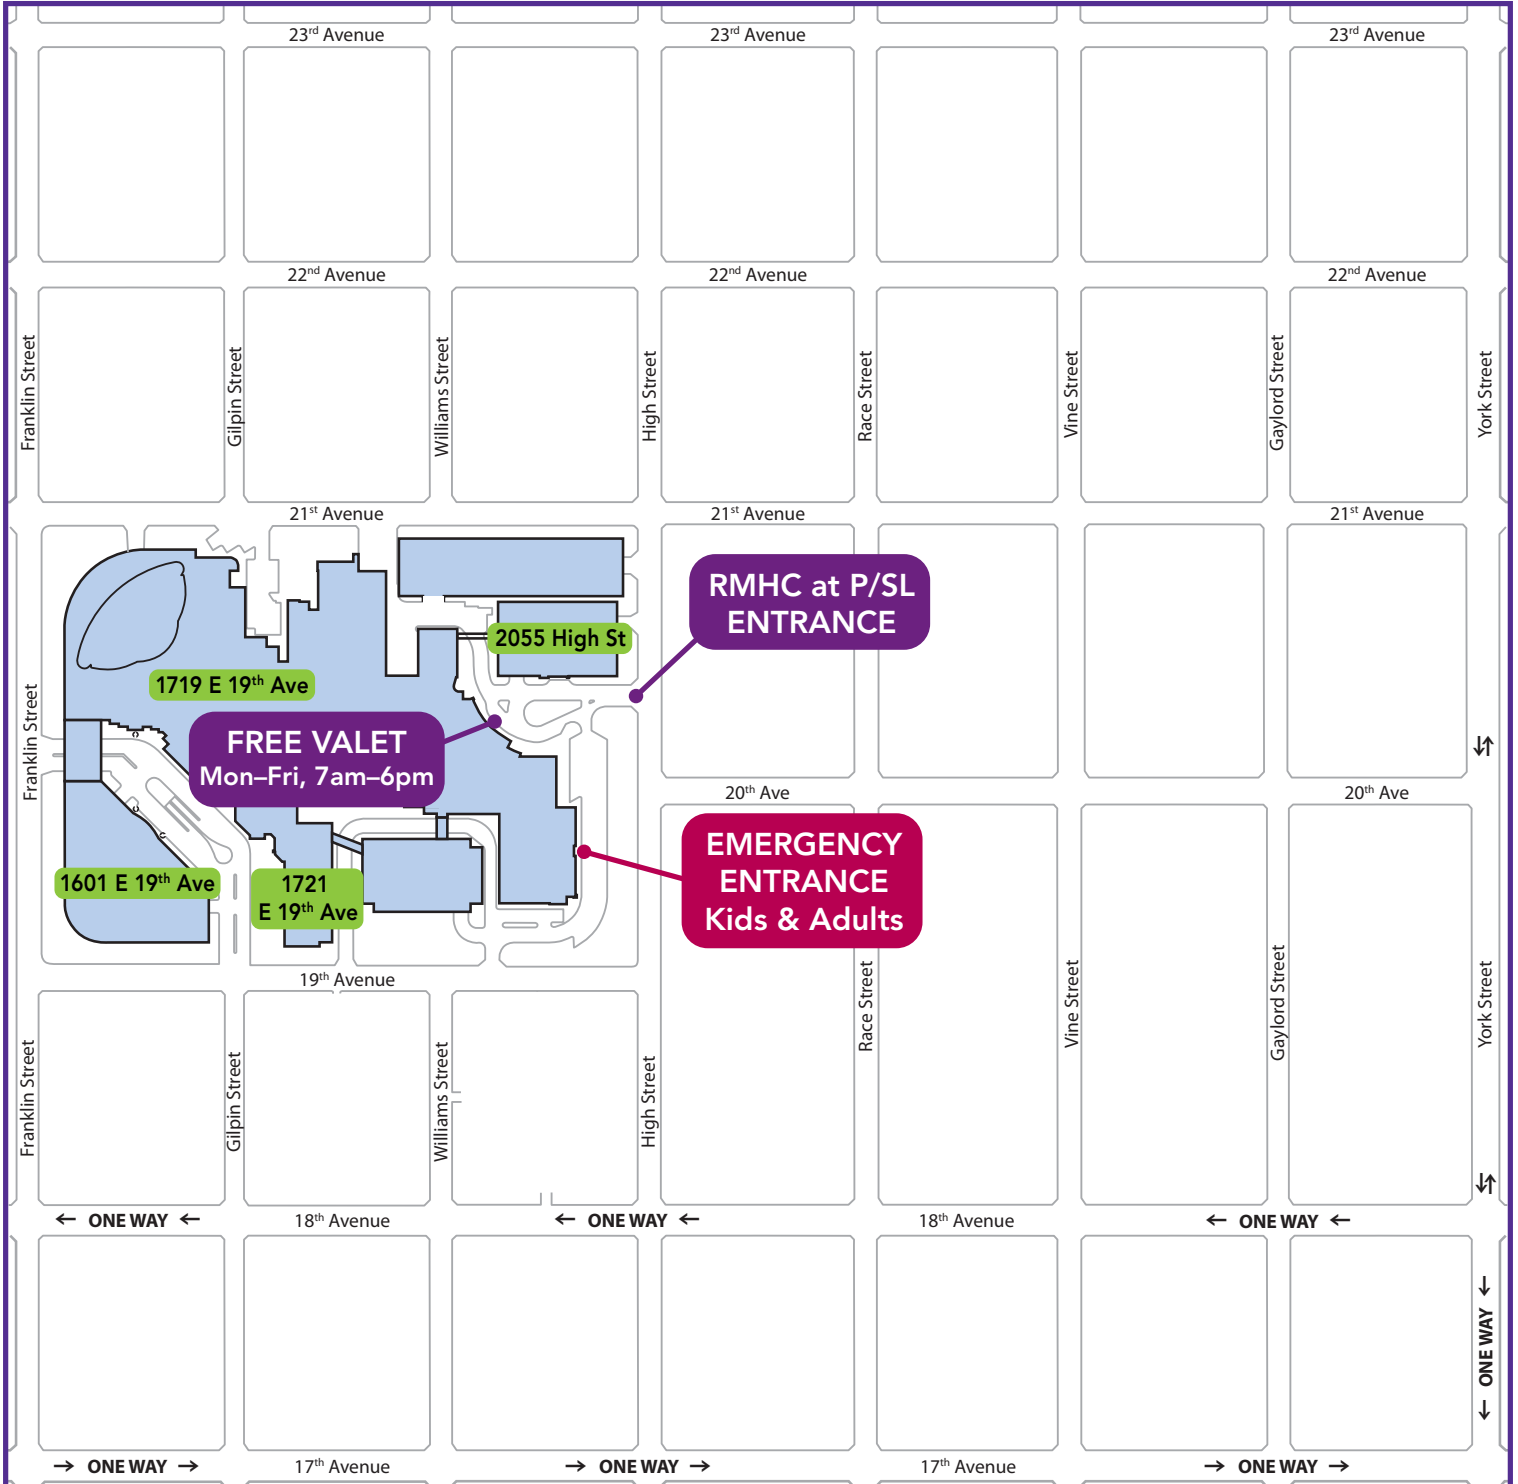 23rd Avenue
23rd Avenue
23rd Avenue
22nd Avenue
22nd Avenue
22nd Avenue
Franklin Street
Gilpin Street
Williams Street
High Street
Race Street
Vine Street
Gaylord Street
York Street
21st Avenue
21st Avenue
21st Avenue
RMHC at P/SL
ENTRANCE
2055 High St
1719 E 19th Ave
Franklin Street
FREE VALET
Mon–Fri, 7am–6pm
↓↑
20th Ave
20th Ave
EMERGENCY
ENTRANCE
Kids & Adults
1601 E 19th Ave
1721
E 19th Ave
19th Avenue
Franklin Street
Gilpin Street
Williams Street
High Street
Race Street
Vine Street
Gaylord Street
York Street
↓↑
← ONE WAY ←
18th Avenue
← ONE WAY ←
18th Avenue
← ONE WAY ←
← ONE WAY ←
→ ONE WAY →
17th Avenue
→ ONE WAY →
17th Avenue
→ ONE WAY →